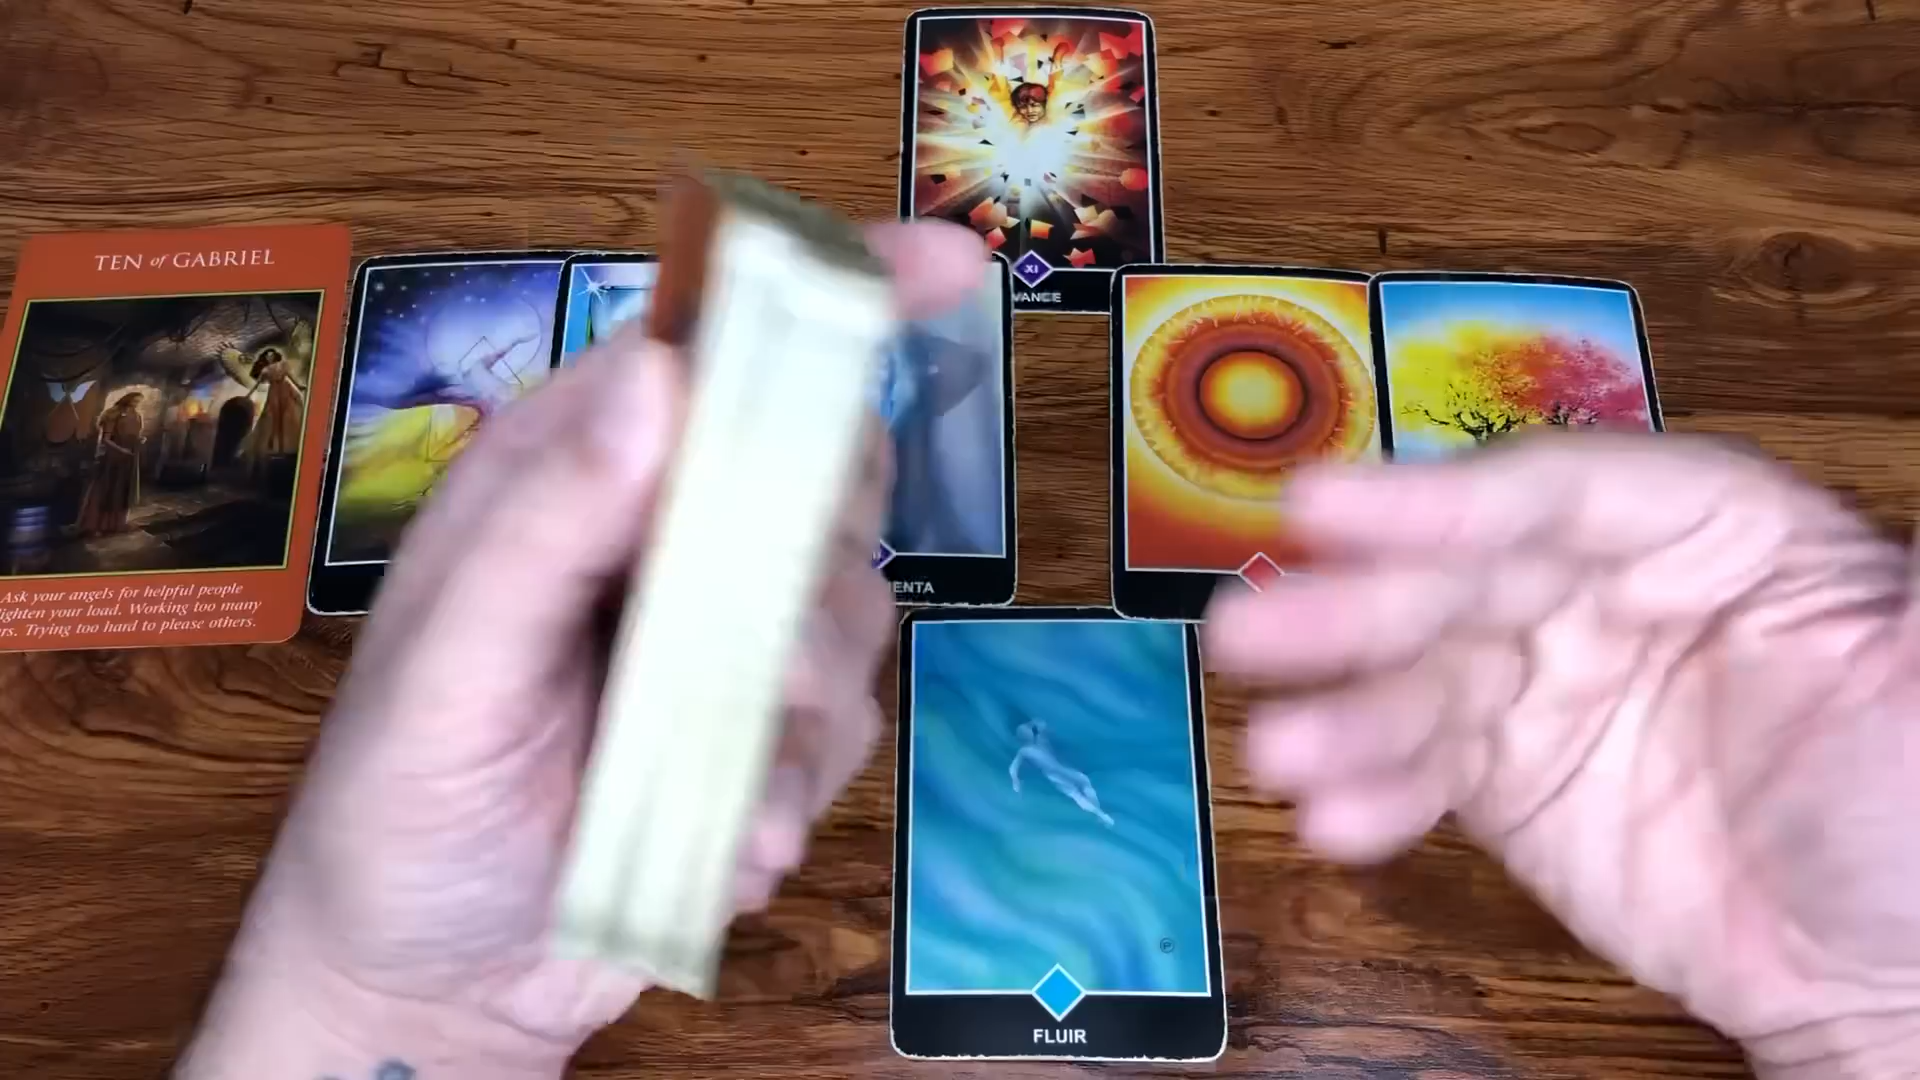 TEN of GABRIEL
XI
VANCE
ENTA
Ask your angels for helpful people
lighten your load. Working too many
rs. Trying too hard to please others.
P
FLUIR